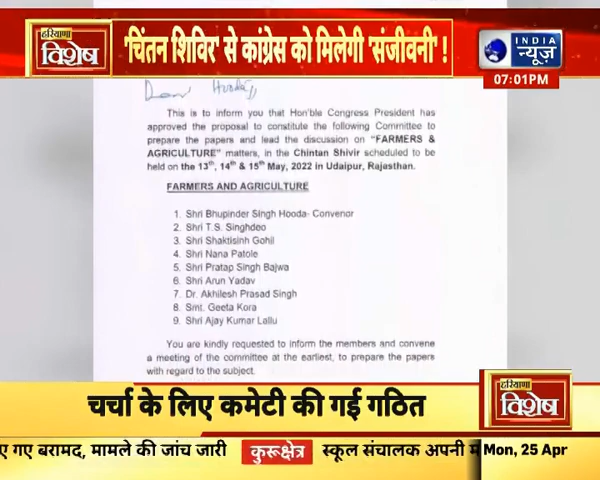 हरियाणा
विशेष
'चिंतन शिविर' से कांग्रेस को मिलेगी 'संजीवनी' !
INDIA
न्यूज़
07:01PM
Dear Hooda ji
This is to inform you that Hon'ble Congress President has
approved the proposal to constitute the following Committee to
prepare the papers and lead the discussion on "FARMERS &
AGRICULTURE" matters, in the Chintan Shivir scheduled to be
held on the 13th, 14th & 15th May, 2022 in Udaipur, Rajasthan.
FARMERS AND AGRICULTURE
1. Shri Bhupinder Singh Hooda- Convenor
2. Shri T.S. Singhdeo
3. Shri Shaktisinh Gohil
4. Shri Nana Patole
5. Shri Pratap Singh Bajwa
6. Shri Arun Yadav
7. Dr. Akhilesh Prasad Singh
8. Smt. Geeta Kora
9. Shri Ajay Kumar Lallu
You are kindly requested to inform the members and convene
a meeting of the committee at the earliest, to prepare the papers
with regard to the subject.
चर्चा के लिए कमेटी की गई गठित
हरियाणा
विशेष
ए गए बरामद, मामले की जांच जारी कुरूक्षेत्र स्कूल संचालक अपनी Mon, 25 Apr